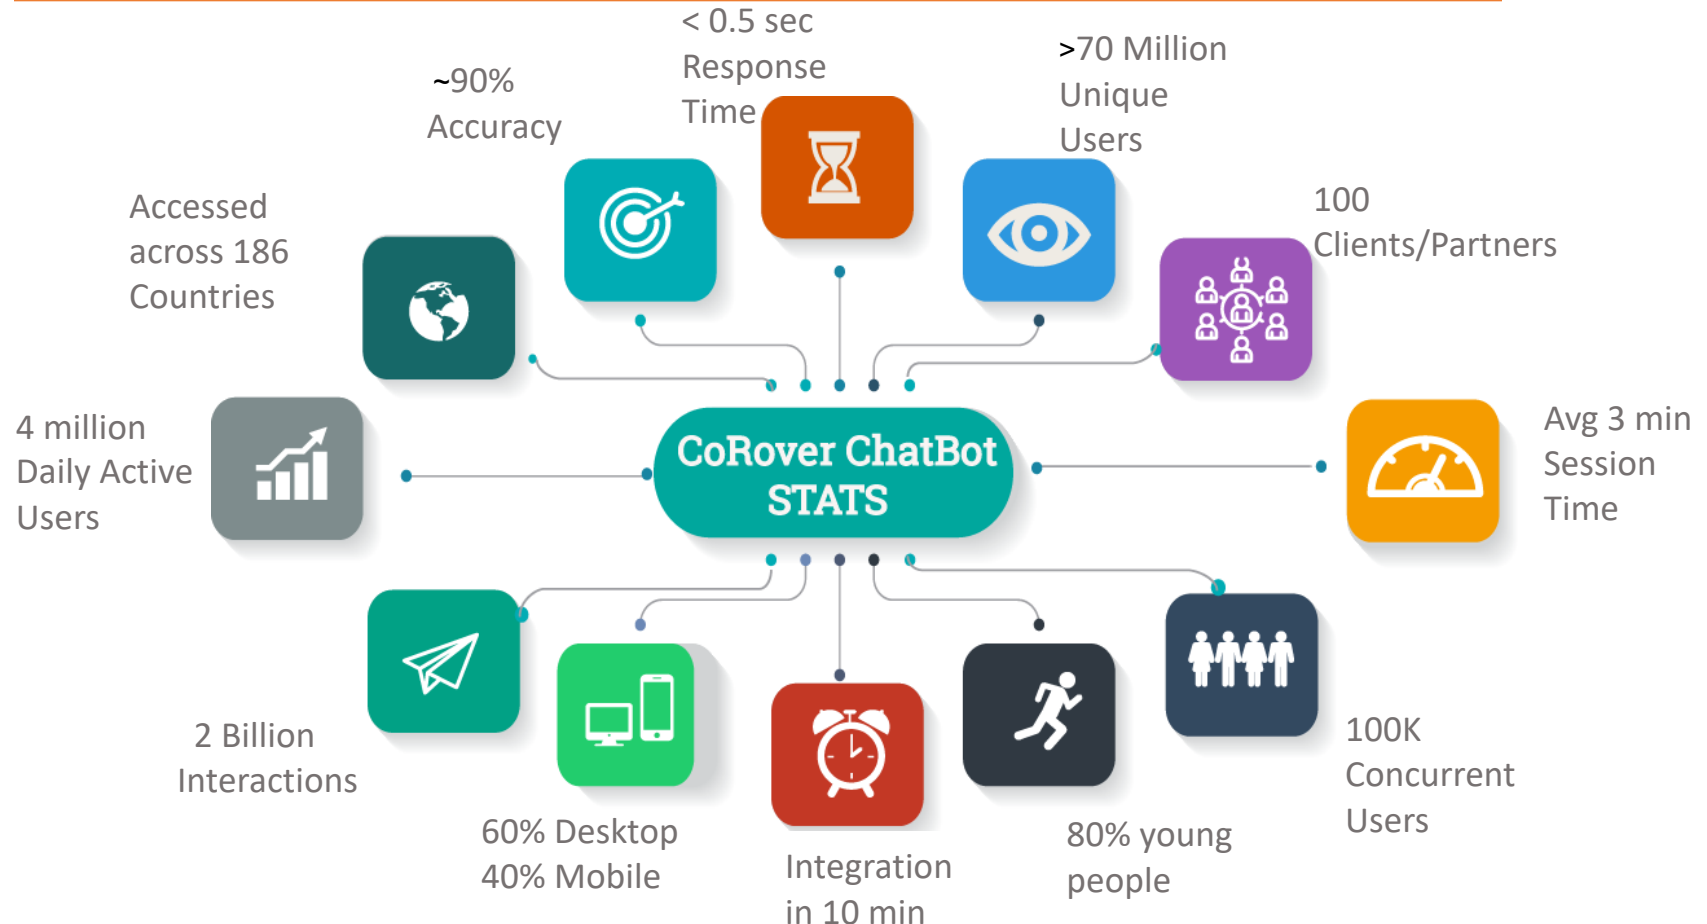 < 0.5 sec
Response
Time
>70 Million
Unique
Users
~90%
Accuracy
100
Clients/Partners
Accessed
across 186
Countries
4 million
Daily Active
Users
CoRover ChatBot
STATS
Avg 3 min
Session
Time
2 Billion
Interactions
60% Desktop
40% Mobile
Integration
in 10 min
80% young
people
100K
Concurrent
Users